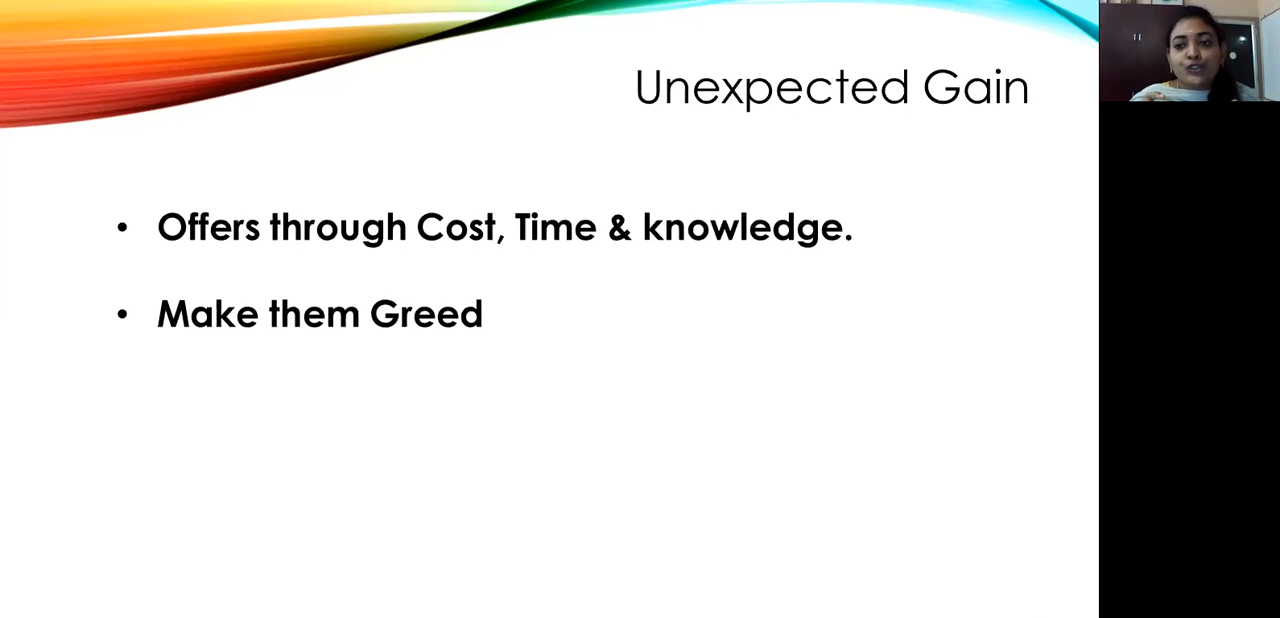 Unexpected Gain
• Offers through Cost, Time & knowledge.
• Make them Greed